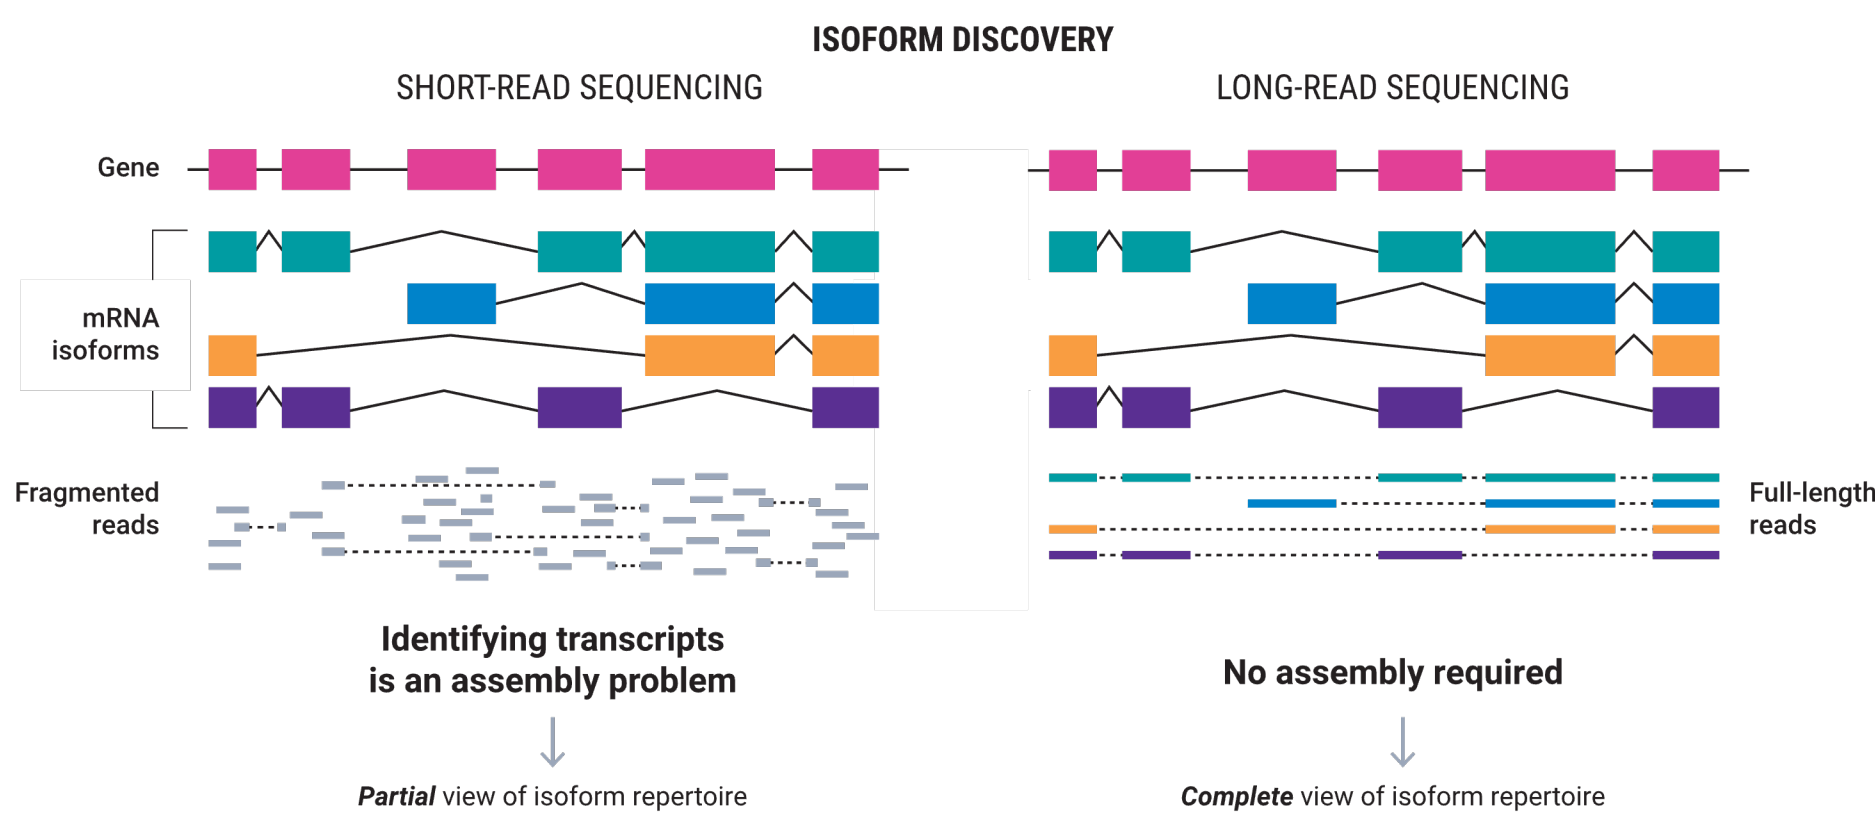 ISOFORM DISCOVERY
SHORT-READ SEQUENCING
LONG-READ SEQUENCING
Gene
mRNA
isoforms
Fragmented
reads
Full-length
reads
Identifying transcripts
is an assembly problem
No assembly required
Partial view of isoform repertoire
Complete view of isoform repertoire